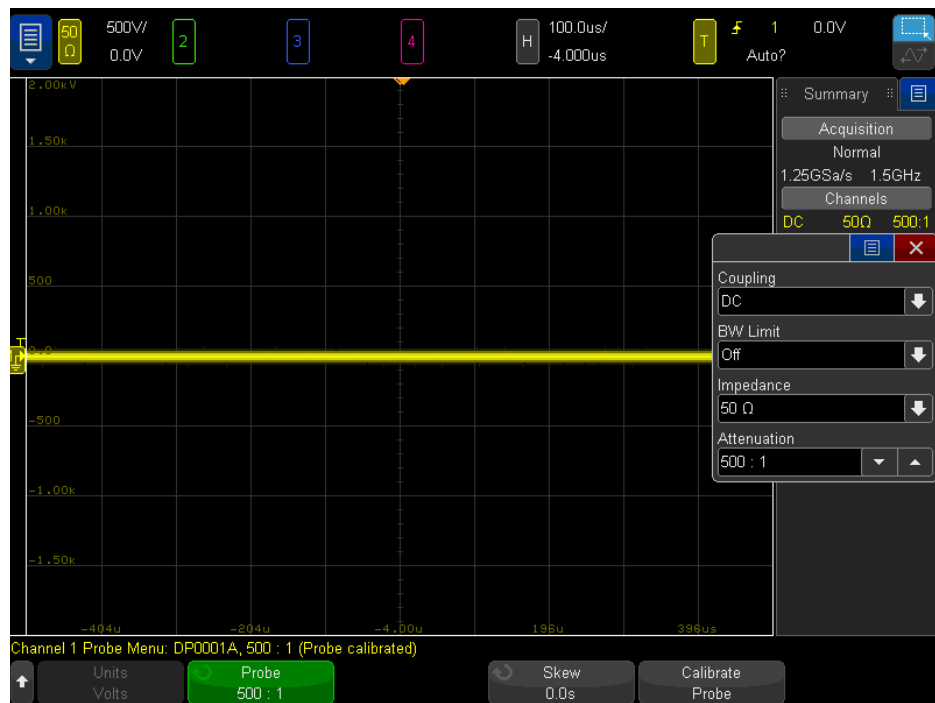 50 Ω 500V/ 0.0V 2 3 4 H 100.0us/ -4.000us T 1 0.0V Auto?
2.00kV
1.50k
1.00k
500
0.0
-500
-1.00k
-1.50k
-404u -204u -4.00u 196u 396us
T
Summary
Acquisition
Normal
1.25GSa/s 1.5GHz
Channels
DC 50Ω 500:1
Coupling
DC
BW Limit
Off
Impedance
50 Ω
Attenuation
500 : 1
Channel 1 Probe Menu: DP0001A, 500 : 1 (Probe calibrated)
Units
Volts
Probe
500 : 1
Skew
0.0s
Calibrate
Probe